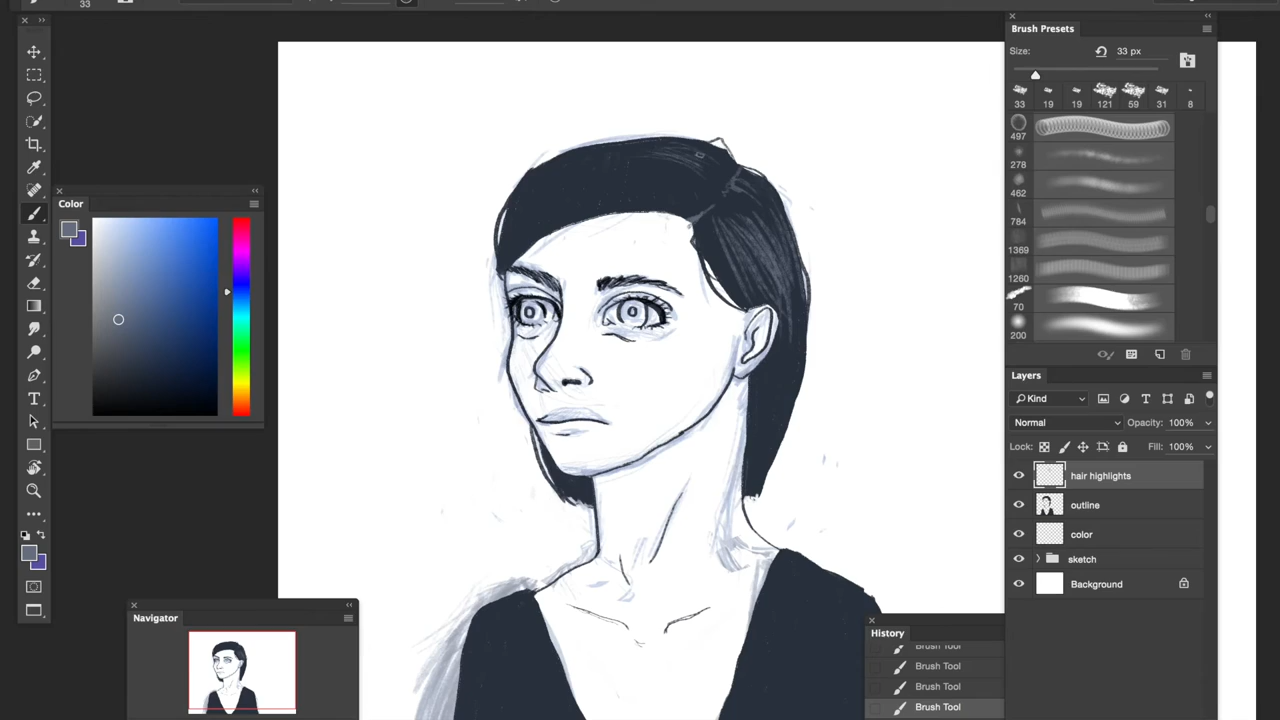 33
Brush Presets
Size: 33 px
33 19 19 121 59 31 8
497
278
462
784
1369
1260
70
200
Color
Layers
Kind
Normal Opacity: 100%
Lock: Fill: 100%
hair highlights
outline
color
sketch
Background
Navigator
History
Brush Tool
Brush Tool
Brush Tool
Brush Tool